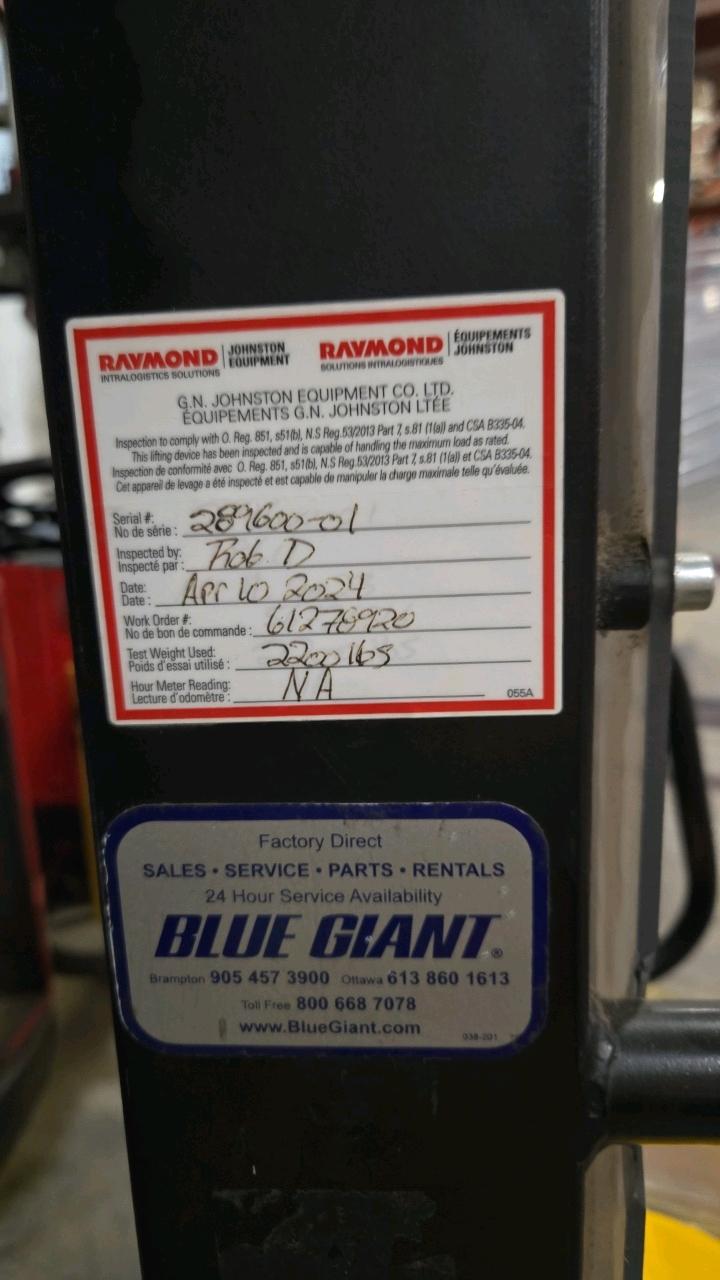 RAYMOND | JOHNSTON EQUIPMENT
INTRALOGISTICS SOLUTIONS
RAYMOND | ÉQUIPEMENTS JOHNSTON
SOLUTIONS INTRALOGISTIQUES
G.N. JOHNSTON EQUIPMENT CO. LTD.
ÉQUIPEMENTS G.N. JOHNSTON LTÉE
Inspection to comply with O. Reg. 851, s51(b), N.S Reg.53/2013 Part 7, s.81 (1(a)) and CSA B335-04.
This lifting device has been inspected and is capable of handling the maximum load as rated.
Inspection de conformité avec O. Reg. 851, s51(b), N.S Reg.53/2013 Part 7, s.81 (1(a)) et CSA B335-04.
Cet appareil de levage a été inspecté et est capable de manipuler la charge maximale telle qu'évaluée.
Serial #:
No de série : 289600-01
Inspected by:
Inspecté par : Rob. D
Date:
Date : Apr 10 2024
Work Order #:
No de bon de commande : 61278920
Test Weight Used:
Poids d'essai utilisé : 2200 lbs
Hour Meter Reading:
Lecture d'odomètre : NA
055A
Factory Direct
SALES • SERVICE • PARTS • RENTALS
24 Hour Service Availability
BLUE GIANT®
Brampton 905 457 3900 Ottawa 613 860 1613
Toll Free 800 668 7078
www.BlueGiant.com
038-201